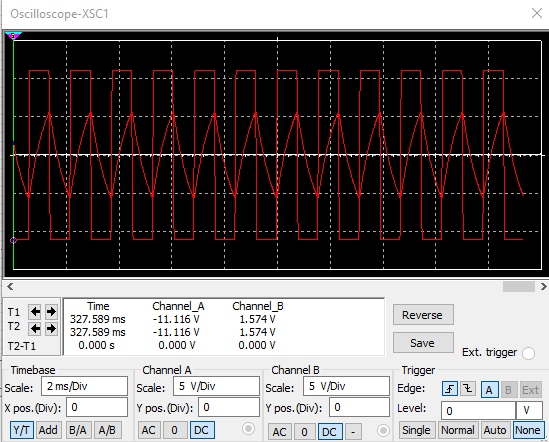 Oscilloscope-XSC1
T1
T2
T2-T1
Time Channel_A Channel_B
327.589 ms -11.116 V 1.574 V
327.589 ms -11.116 V 1.574 V
0.000 s 0.000 V 0.000 V
Reverse
Save
Ext. trigger
Timebase
Scale: 2 ms/Div
X pos.(Div): 0
Y/T Add B/A A/B
Channel A
Scale: 5 V/Div
Y pos.(Div): 0
AC 0 DC
Channel B
Scale: 5 V/Div
Y pos.(Div): 0
AC 0 DC -
Trigger
Edge: A B Ext
Level: 0 V
Single Normal Auto None